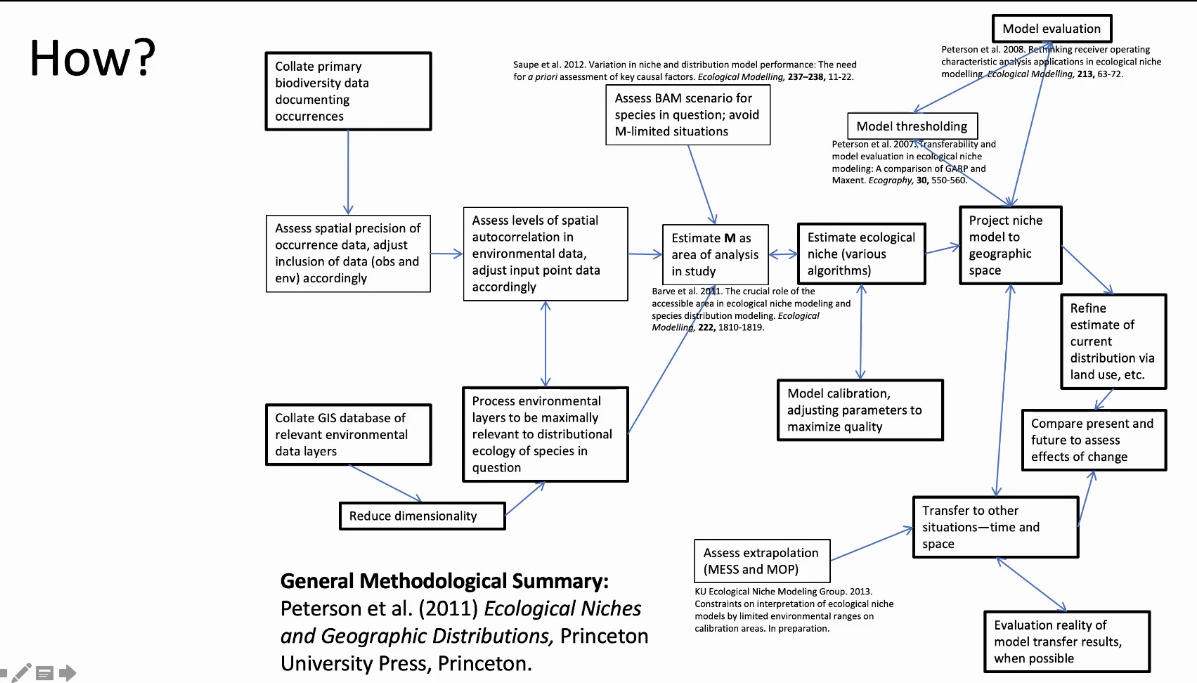 How?
Collate primary
biodiversity data
documenting
occurrences
Saupe et al. 2012. Variation in niche and distribution model performance: The need
for a priori assessment of key causal factors. Ecological Modelling, 237–238, 11-22.
Assess BAM scenario for
species in question; avoid
M-limited situations
Model evaluation
Peterson et al. 2008. Rethinking receiver operating
characteristic analysis applications in ecological niche
modelling. Ecological Modelling, 213, 63-72.
Model thresholding
Peterson et al. 2007. Transferability and
model evaluation in ecological niche
modeling: A comparison of GARP and
Maxent. Ecography, 30, 550-560.
Assess spatial precision of
occurrence data, adjust
inclusion of data (obs and
env) accordingly
Assess levels of spatial
autocorrelation in
environmental data,
adjust input point data
accordingly
Estimate M as
area of analysis
in study
Barve et al. 2011. The crucial role of the
accessible area in ecological niche modeling and
species distribution modeling. Ecological
Modelling, 222, 1810-1819.
Estimate ecological
niche (various
algorithms)
Project niche
model to
geographic
space
Refine
estimate of
current
distribution via
land use, etc.
Collate GIS database of
relevant environmental
data layers
Process environmental
layers to be maximally
relevant to distributional
ecology of species in
question
Model calibration,
adjusting parameters to
maximize quality
Compare present and
future to assess
effects of change
Reduce dimensionality
Transfer to other
situations—time and
space
Assess extrapolation
(MESS and MOP)
KU Ecological Niche Modeling Group. 2013.
Constraints on interpretation of ecological niche
models by limited environmental ranges on
calibration areas. In preparation.
Evaluation reality of
model transfer results,
when possible
General Methodological Summary:
Peterson et al. (2011) Ecological Niches
and Geographic Distributions, Princeton
University Press, Princeton.